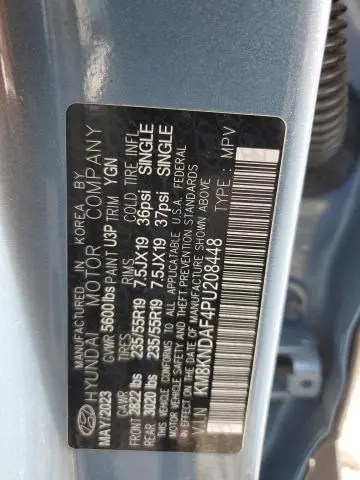 MANUFACTURED IN KOREA BY
HYUNDAI MOTOR COMPANY
MAY/2023 GVWR 5600 lbs PAINT U3P TRIM YGN
GAWR TIRES RIMS COLD TIRE INFL
FRONT 2822 lbs 235/55R19 7.5JX19 36psi SINGLE
REAR 3020 lbs 235/55R19 7.5JX19 37psi SINGLE
THIS VEHICLE CONFORMS TO ALL APPLICABLE U.S.A. FEDERAL
MOTOR VEHICLE SAFETY, BUMPER, AND THEFT PREVENTION STANDARDS
IN EFFECT ON THE DATE OF MANUFACTURE SHOWN ABOVE.
V.I.N KM8KNDAF4PU208448 TYPE : MPV